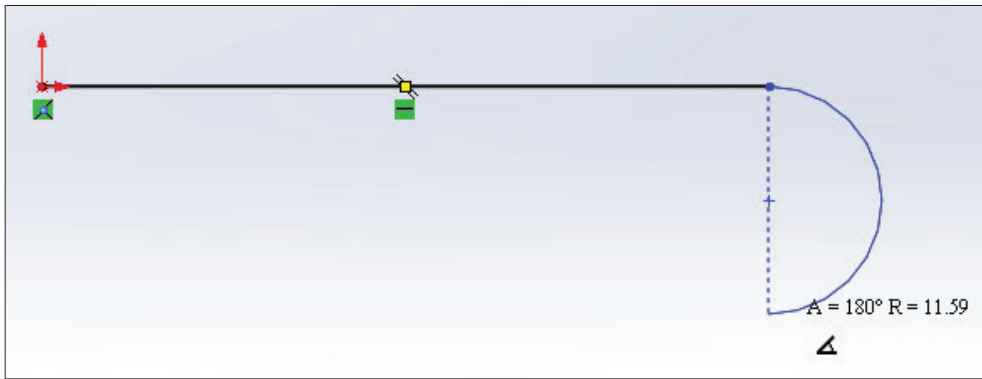 A = 180° R = 11.59